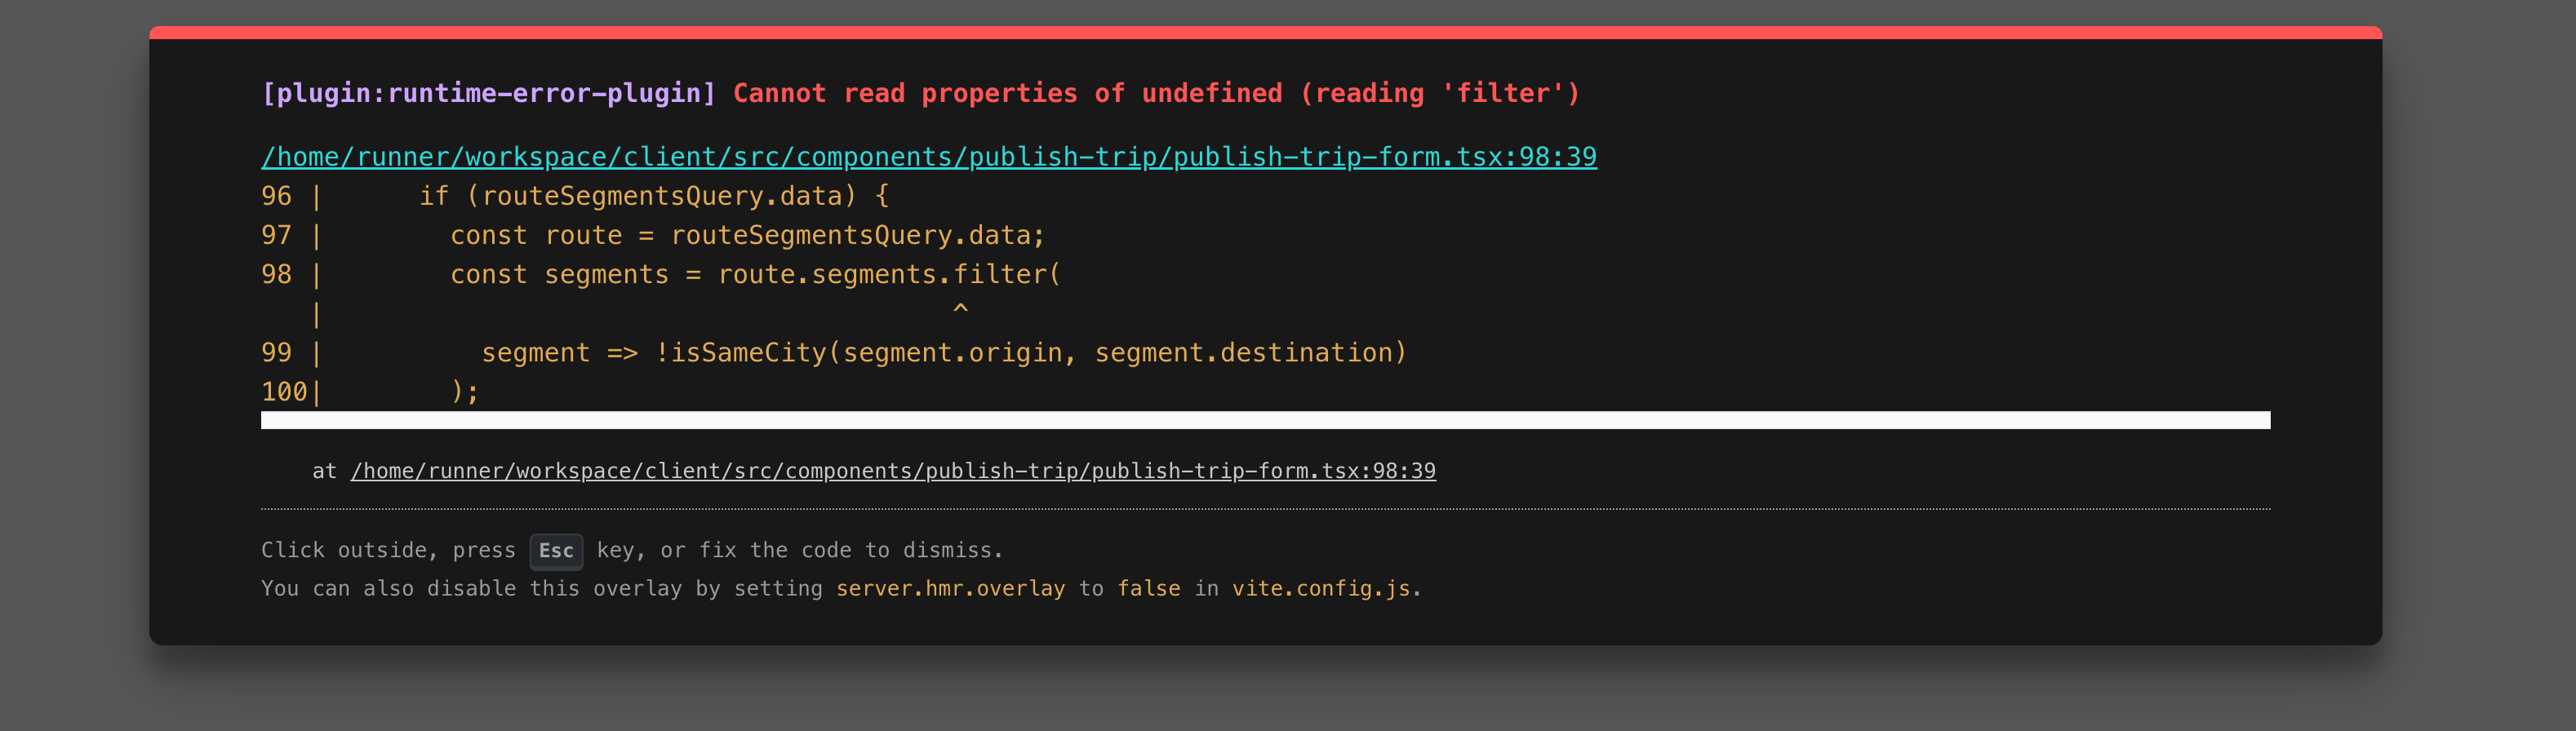 [plugin:runtime-error-plugin] Cannot read properties of undefined (reading 'filter')
/home/runner/workspace/client/src/components/publish-trip/publish-trip-form.tsx:98:39
96 |      if (routeSegmentsQuery.data) {
97 |        const route = routeSegmentsQuery.data;
98 |        const segments = route.segments.filter(
   |                                        ^
99 |          segment => !isSameCity(segment.origin, segment.destination)
100|        );
    at /home/runner/workspace/client/src/components/publish-trip/publish-trip-form.tsx:98:39
Click outside, press Esc key, or fix the code to dismiss.
You can also disable this overlay by setting server.hmr.overlay to false in vite.config.js.